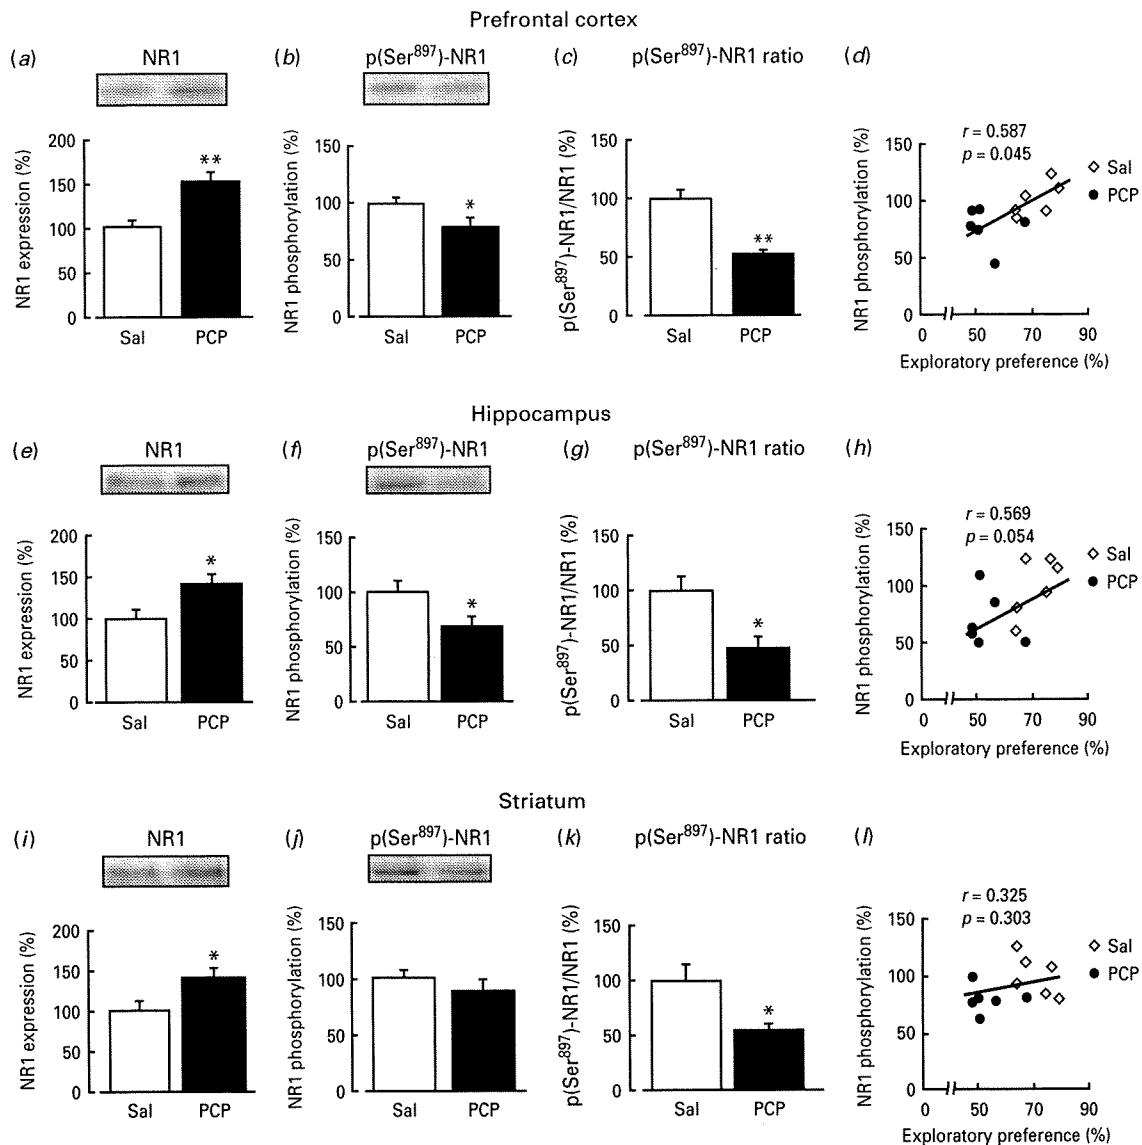 Prefrontal cortex
(a) NR1
(b) p(Ser897)-NR1
(c) p(Ser897)-NR1 ratio
(d)
NR1 expression (%)
200
150
100
50
0
Sal PCP
**
NR1 phosphorylation (%)
150
100
50
0
Sal PCP
*
p(Ser897)-NR1/NR1 (%)
150
100
50
0
Sal PCP
**
NR1 phosphorylation (%)
150
100
50
0
r = 0.587
p = 0.045
Sal
PCP
0 50 70 90
Exploratory preference (%)
Hippocampus
(e) NR1
(f) p(Ser897)-NR1
(g) p(Ser897)-NR1 ratio
(h)
NR1 expression (%)
200
150
100
50
0
Sal PCP
*
NR1 phosphorylation (%)
150
100
50
0
Sal PCP
*
p(Ser897)-NR1/NR1 (%)
150
100
50
0
Sal PCP
*
NR1 phosphorylation (%)
150
100
50
0
r = 0.569
p = 0.054
Sal
PCP
0 50 70 90
Exploratory preference (%)
Striatum
(i) NR1
(j) p(Ser897)-NR1
(k) p(Ser897)-NR1 ratio
(l)
NR1 expression (%)
200
150
100
50
0
Sal PCP
*
NR1 phosphorylation (%)
150
100
50
0
Sal PCP
p(Ser897)-NR1/NR1 (%)
150
100
50
0
Sal PCP
*
NR1 phosphorylation (%)
150
100
50
0
r = 0.325
p = 0.303
Sal
PCP
0 50 70 90
Exploratory preference (%)